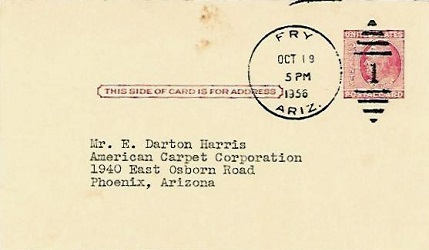 FRY
OCT 19
5 PM
1956
ARIZ.
1
UNITED STATES
POSTAL CARD
THIS SIDE OF CARD IS FOR ADDRESS
Mr. E. Darton Harris
American Carpet Corporation
1940 East Osborn Road
Phoenix, Arizona